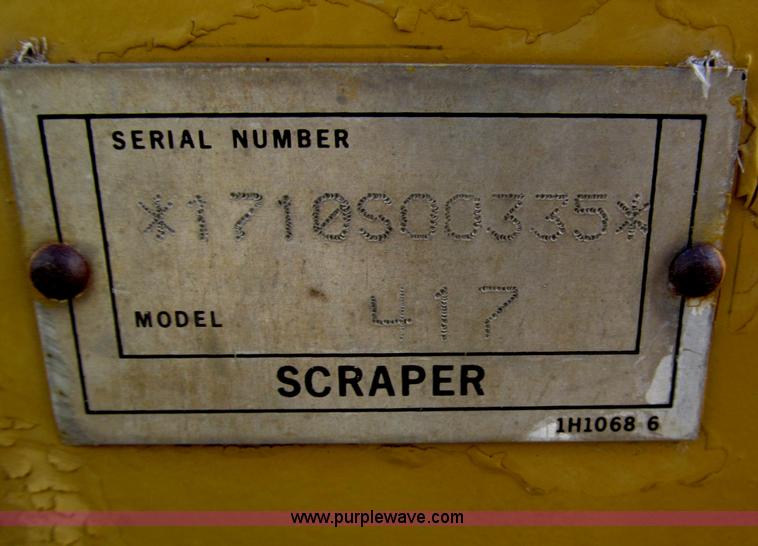 SERIAL NUMBER
*1710S00335*
MODEL 417
SCRAPER
1H1068 6
www.purplewave.com